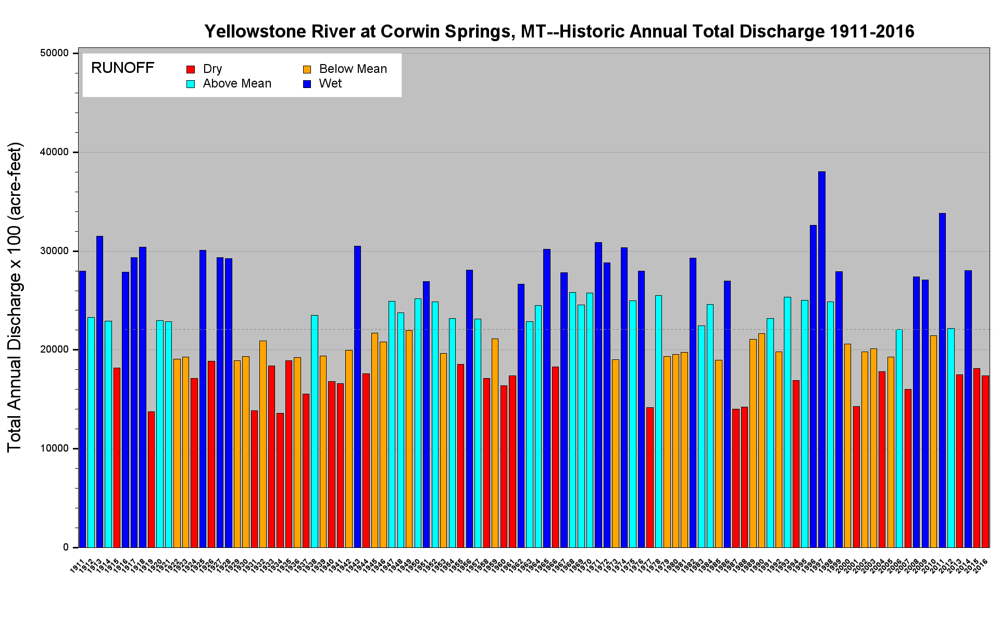 Yellowstone River at Corwin Springs, MT--Historic Annual Total Discharge 1911-2016
RUNOFF
Dry
Below Mean
Above Mean
Wet
Total Annual Discharge x 100 (acre-feet)
50000
40000
30000
20000
10000
0
1911 1912 1913 1914 1915 1916 1917 1918 1919 1920 1921 1922 1923 1924 1925 1926 1927 1928 1929 1930 1931 1932 1933 1934 1935 1936 1937 1938 1939 1940 1941 1942 1943 1944 1945 1946 1947 1948 1949 1950 1951 1952 1953 1954 1955 1956 1957 1958 1959 1960 1961 1962 1963 1964 1965 1966 1967 1968 1969 1970 1971 1972 1973 1974 1975 1976 1977 1978 1979 1980 1981 1982 1983 1984 1985 1986 1987 1988 1989 1990 1991 1992 1993 1994 1995 1996 1997 1998 1999 2000 2001 2002 2003 2004 2005 2006 2007 2008 2009 2010 2011 2012 2013 2014 2015 2016